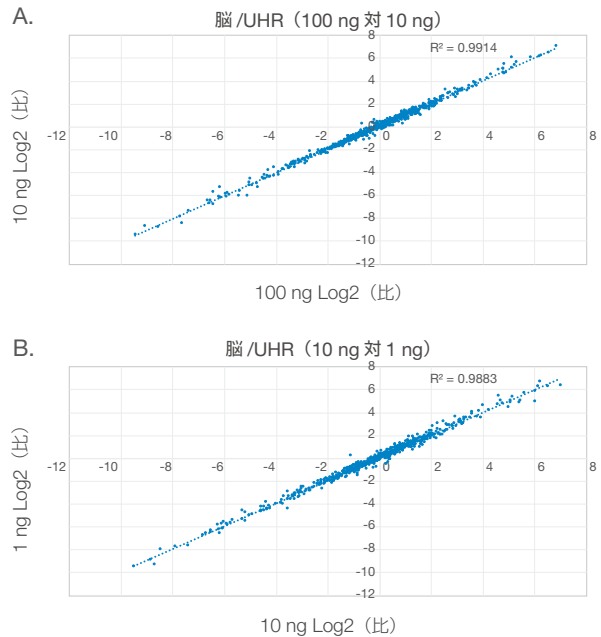 A.
脳/UHR（100 ng 対 10 ng）
R² = 0.9914
8
6
4
2
0
-2
-4
-6
-8
-10
-12
-12 -10 -8 -6 -4 -2 0 2 4 6 8
10 ng Log2（比）
100 ng Log2（比）
B.
脳/UHR（10 ng 対 1 ng）
R² = 0.9883
8
6
4
2
0
-2
-4
-6
-8
-10
-12
-12 -10 -8 -6 -4 -2 0 2 4 6 8
1 ng Log2（比）
10 ng Log2（比）